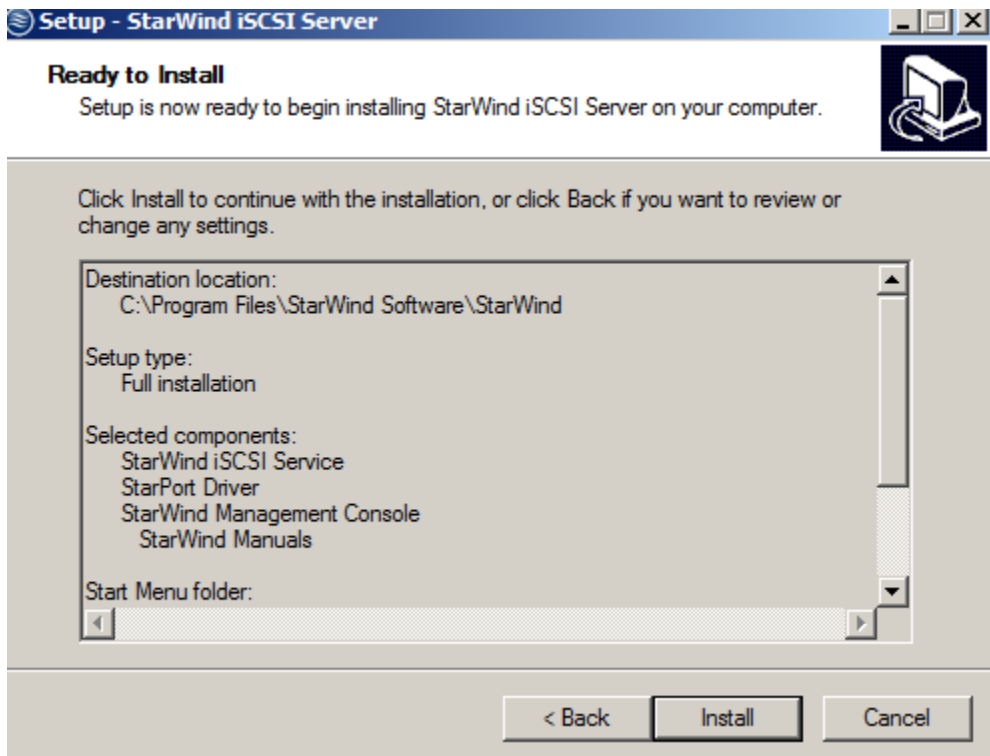 Setup - StarWind iSCSI Server
Ready to Install
Setup is now ready to begin installing StarWind iSCSI Server on your computer.
Click Install to continue with the installation, or click Back if you want to review or
change any settings.
Destination location:
C:\Program Files\StarWind Software\StarWind
Setup type:
Full installation
Selected components:
StarWind iSCSI Service
StarPort Driver
StarWind Management Console
StarWind Manuals
Start Menu folder:
< Back
Install
Cancel